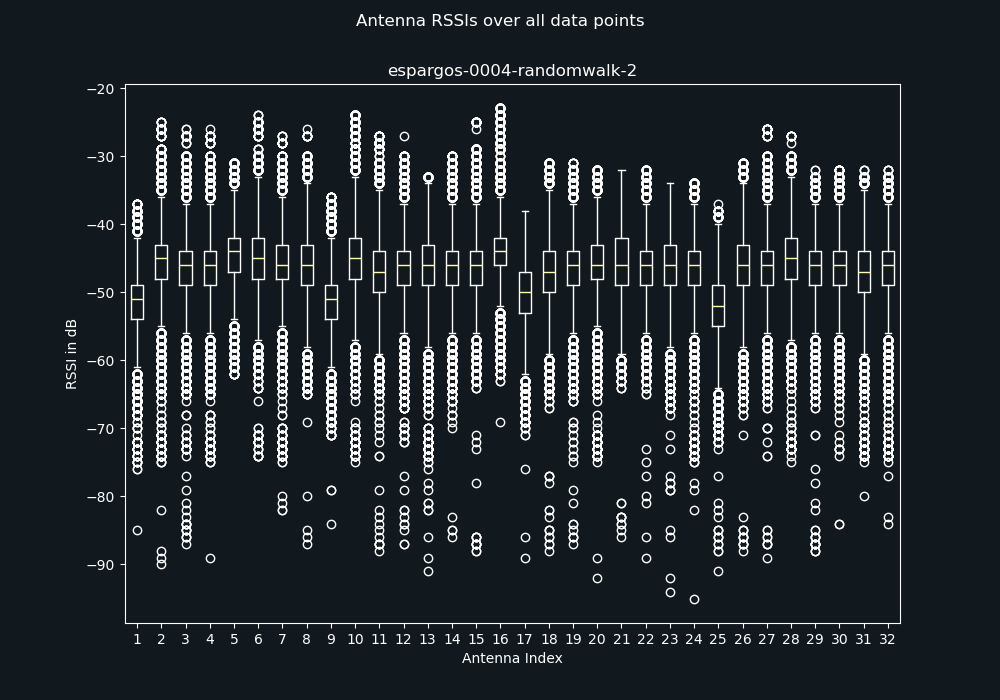 Antenna RSSIs over all data points
espargos-0004-randomwalk-2
−20
−30
−40
−50
−60
−70
−80
−90
RSSI in dB
1 2 3 4 5 6 7 8 9 10 11 12 13 14 15 16 17 18 19 20 21 22 23 24 25 26 27 28 29 30 31 32
Antenna Index